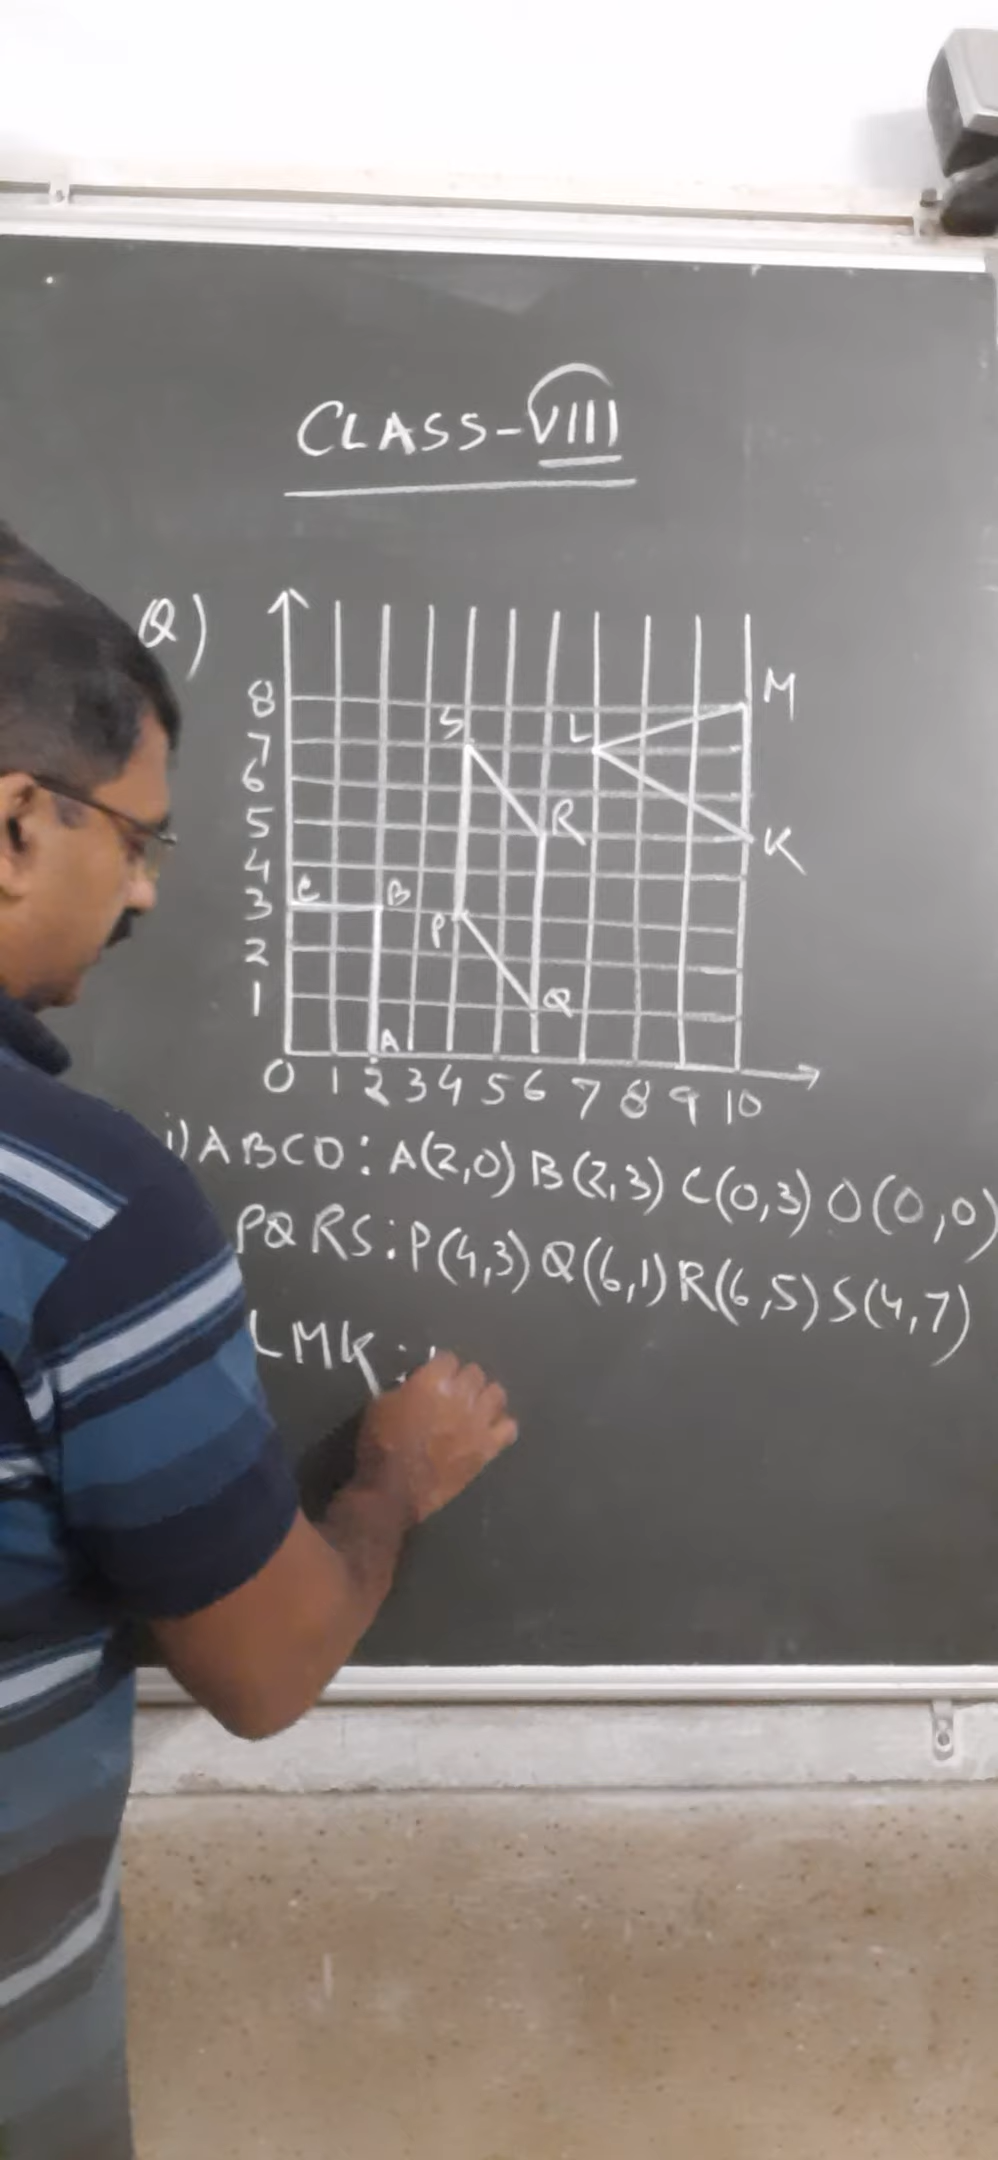 CLASS-VIII
Q)
M
8
S L
7
6
5 R K
4
3 C B P
2
1 Q
A
0 1 2 3 4 5 6 7 8 9 10
i) ABCO: A(2,0) B(2,3) C(0,3) O(0,0)
PQRS: P(4,3) Q(6,1) R(6,5) S(4,7)
LMK: